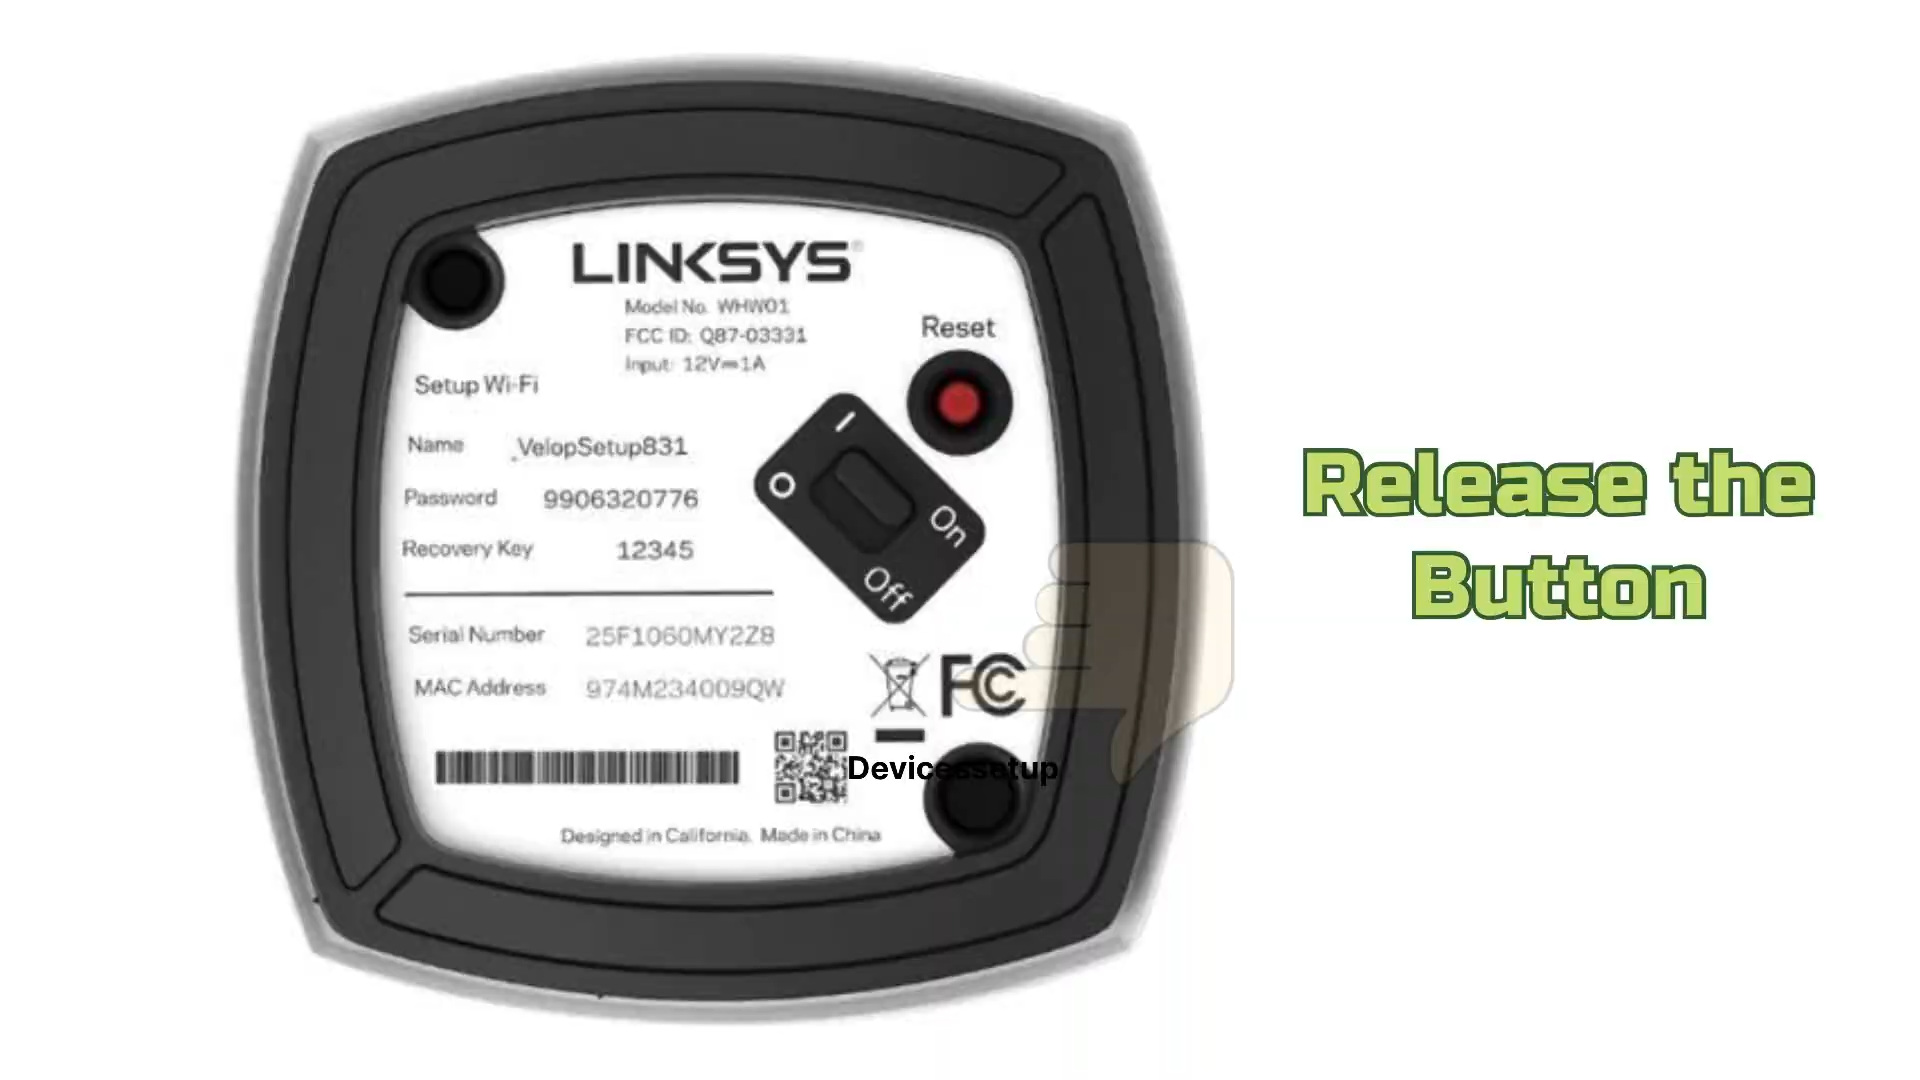 LINKSYS®
Model No. WHW01
FCC ID: Q87-03331
Input: 12V⎓1A
Reset
Setup Wi-Fi
Name VelopSetup831
Password 9906320776
Recovery Key 12345
I
O
On
Off
Serial Number 25F1060MY2Z8
MAC Address 974M234009QW
FC
Devicessetup
Designed in California. Made in China
Release the
Button